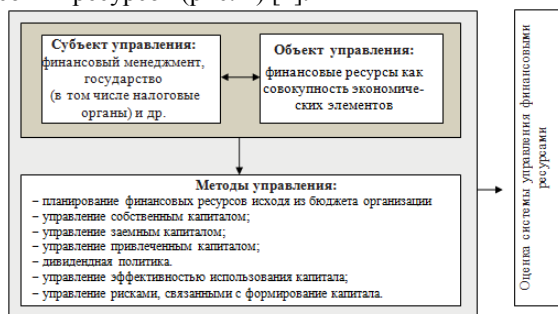 Субъект управления:
финансовый менеджмент,
государство
(в том числе налоговые
органы) и др.
Объект управления:
финансовые ресурсы как
совокупность экономиче-
ских элементов
Методы управления:
– планирование финансовых ресурсов исходя из бюджета организации
– управление собственным капиталом;
– управление заемным капиталом;
– управление привлеченным капиталом;
– дивидендная политика.
– управление эффективностью использования капитала;
– управление рисками, связанными с формирование капитала.
Оценка системы управления финансовыми
ресурсами